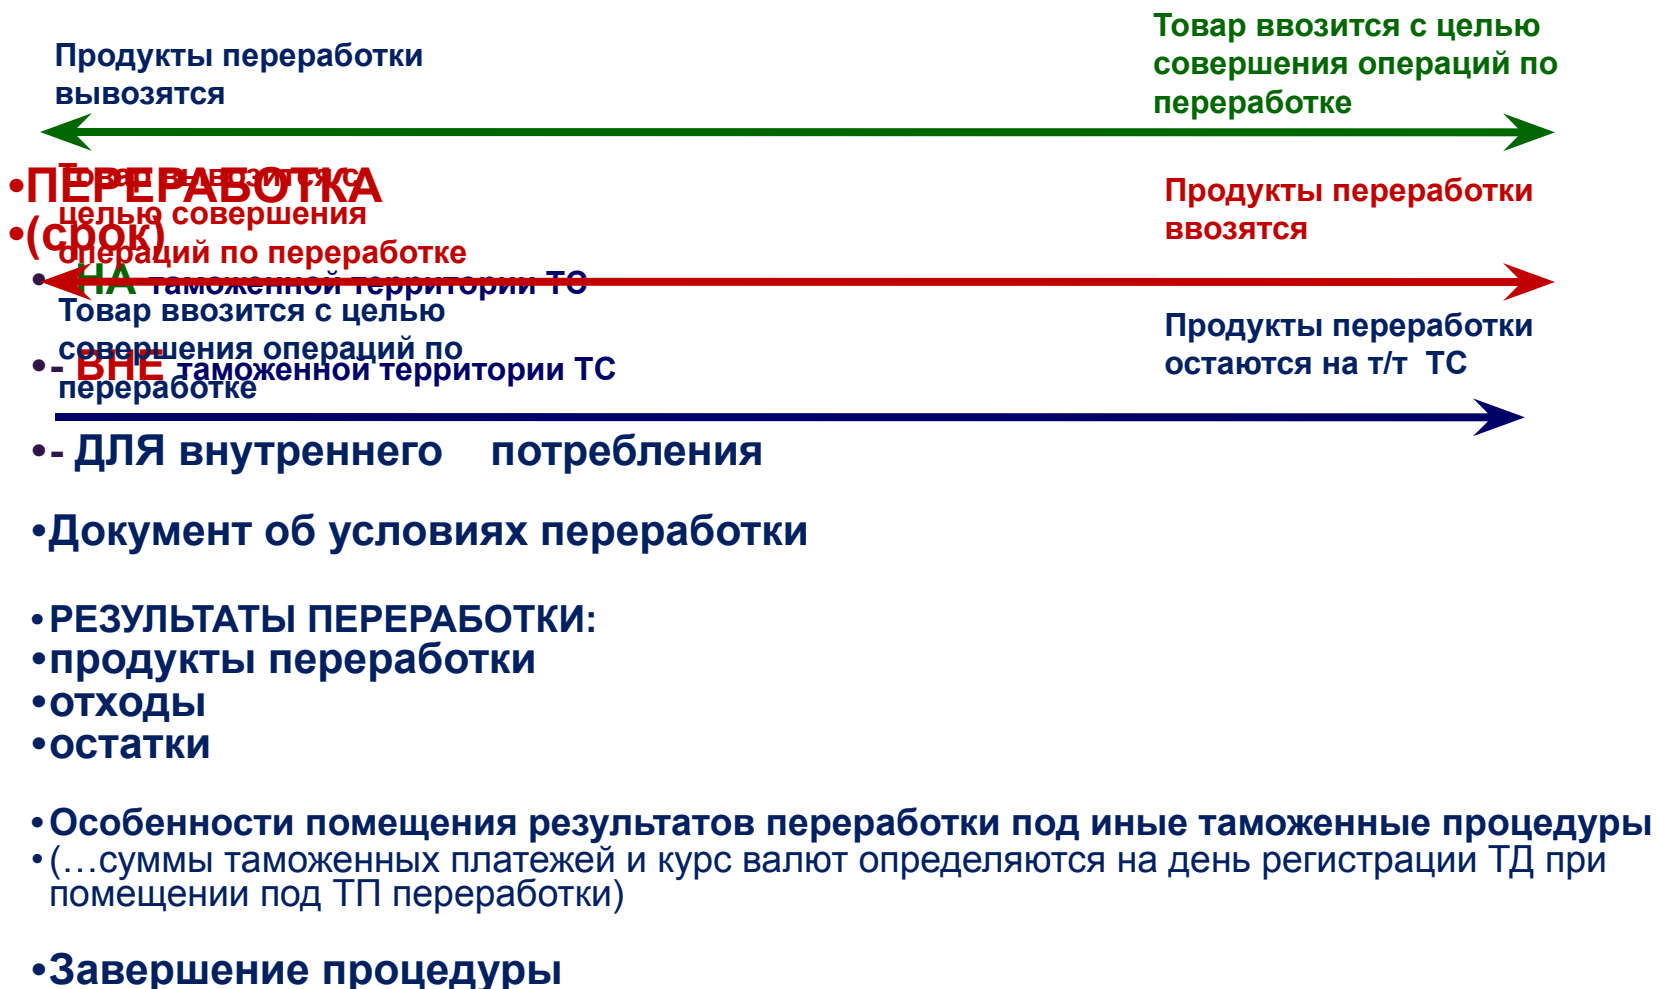 Продукты переработки
вывозятся
Товар ввозится с целью
совершения операций по
переработке
•ПЕРЕРАБОТКА
•(срок)
Товар вывозится с
целью совершения
операций по переработке
Продукты переработки
ввозятся
•- НА таможенной территории ТС
Товар ввозится с целью
совершения операций по
переработке
Продукты переработки
остаются на т/т ТС
•- ВНЕ таможенной территории ТС
•- ДЛЯ внутреннего потребления
•Документ об условиях переработки
•РЕЗУЛЬТАТЫ ПЕРЕРАБОТКИ:
•продукты переработки
•отходы
•остатки
•Особенности помещения результатов переработки под иные таможенные процедуры
•(…суммы таможенных платежей и курс валют определяются на день регистрации ТД при
помещении под ТП переработки)
•Завершение процедуры